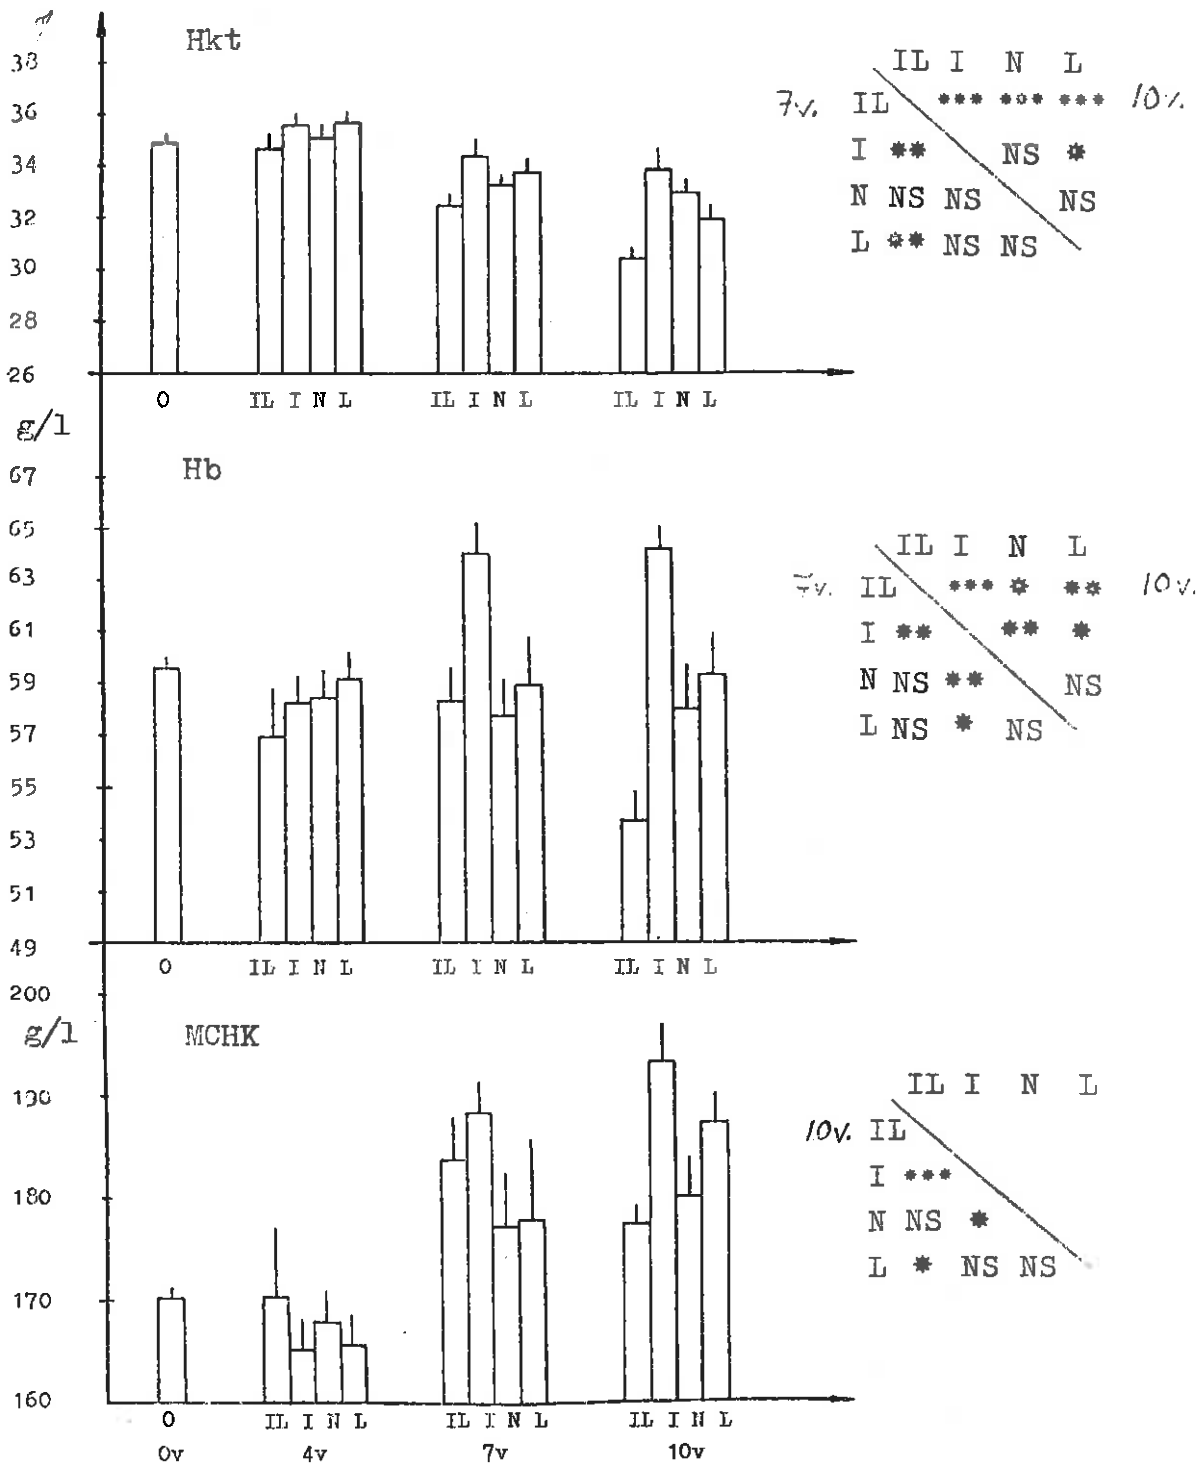 Hkt
38
36
34
32
30
28
26
O IL I N L IL I N L IL I N L
IL I N L
7v. IL *** *** *** 10v.
I ** NS *
N NS NS NS
L ** NS NS
g/l
Hb
67
65
63
61
59
57
55
53
51
49
O IL I N L IL I N L IL I N L
IL I N L
7v. IL *** * ** 10v.
I ** ** *
N NS ** NS
L NS * NS
200
g/l
MCHK
190
180
170
160
O IL I N L IL I N L IL I N L
0v 4v 7v 10v
IL I N L
10v. IL
I ***
N NS *
L * NS NS